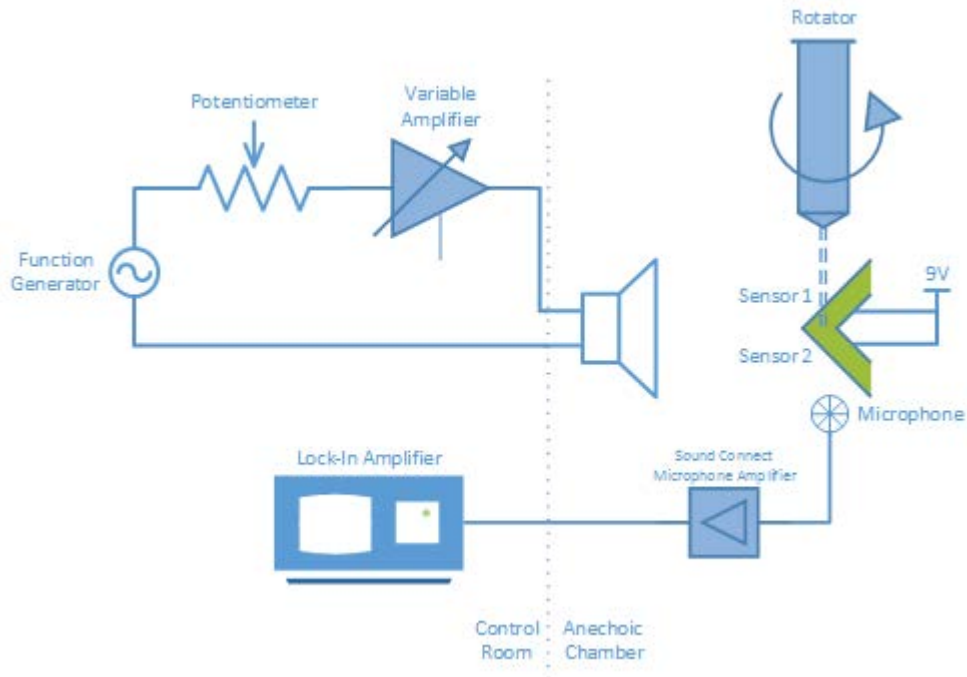 Rotator
Potentiometer
Variable
Amplifier
Function
Generator
Sensor 1
9V
Sensor 2
Microphone
Lock-In Amplifier
Sound Connect
Microphone Amplifier
Control
Room
Anechoic
Chamber